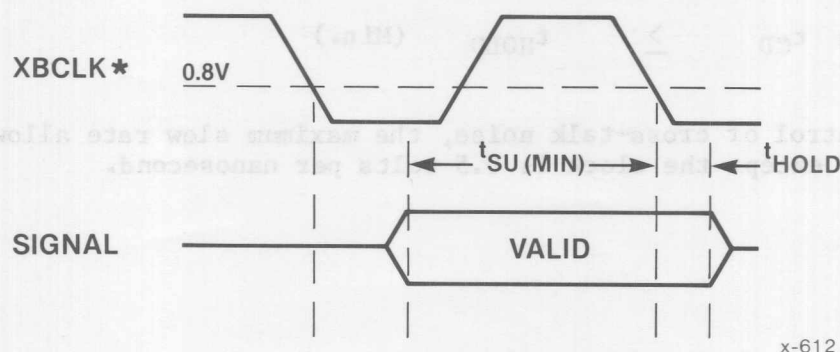 XBCLK*
0.8V
tSU(MIN)
tHOLD
SIGNAL
VALID
x-612